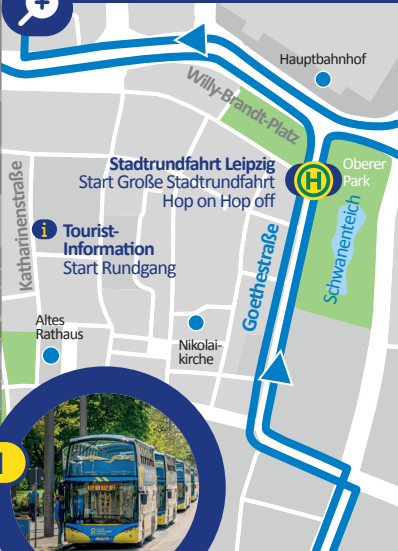 Hauptbahnhof
Willy-Brandt-Platz
Stadtrundfahrt Leipzig
Start Große Stadtrundfahrt
Hop on Hop off
H
Oberer
Park
Schwanenteich
Goethestraße
Katharinenstraße
i
Tourist-
Information
Start Rundgang
Altes
Rathaus
Nikolai-
kirche